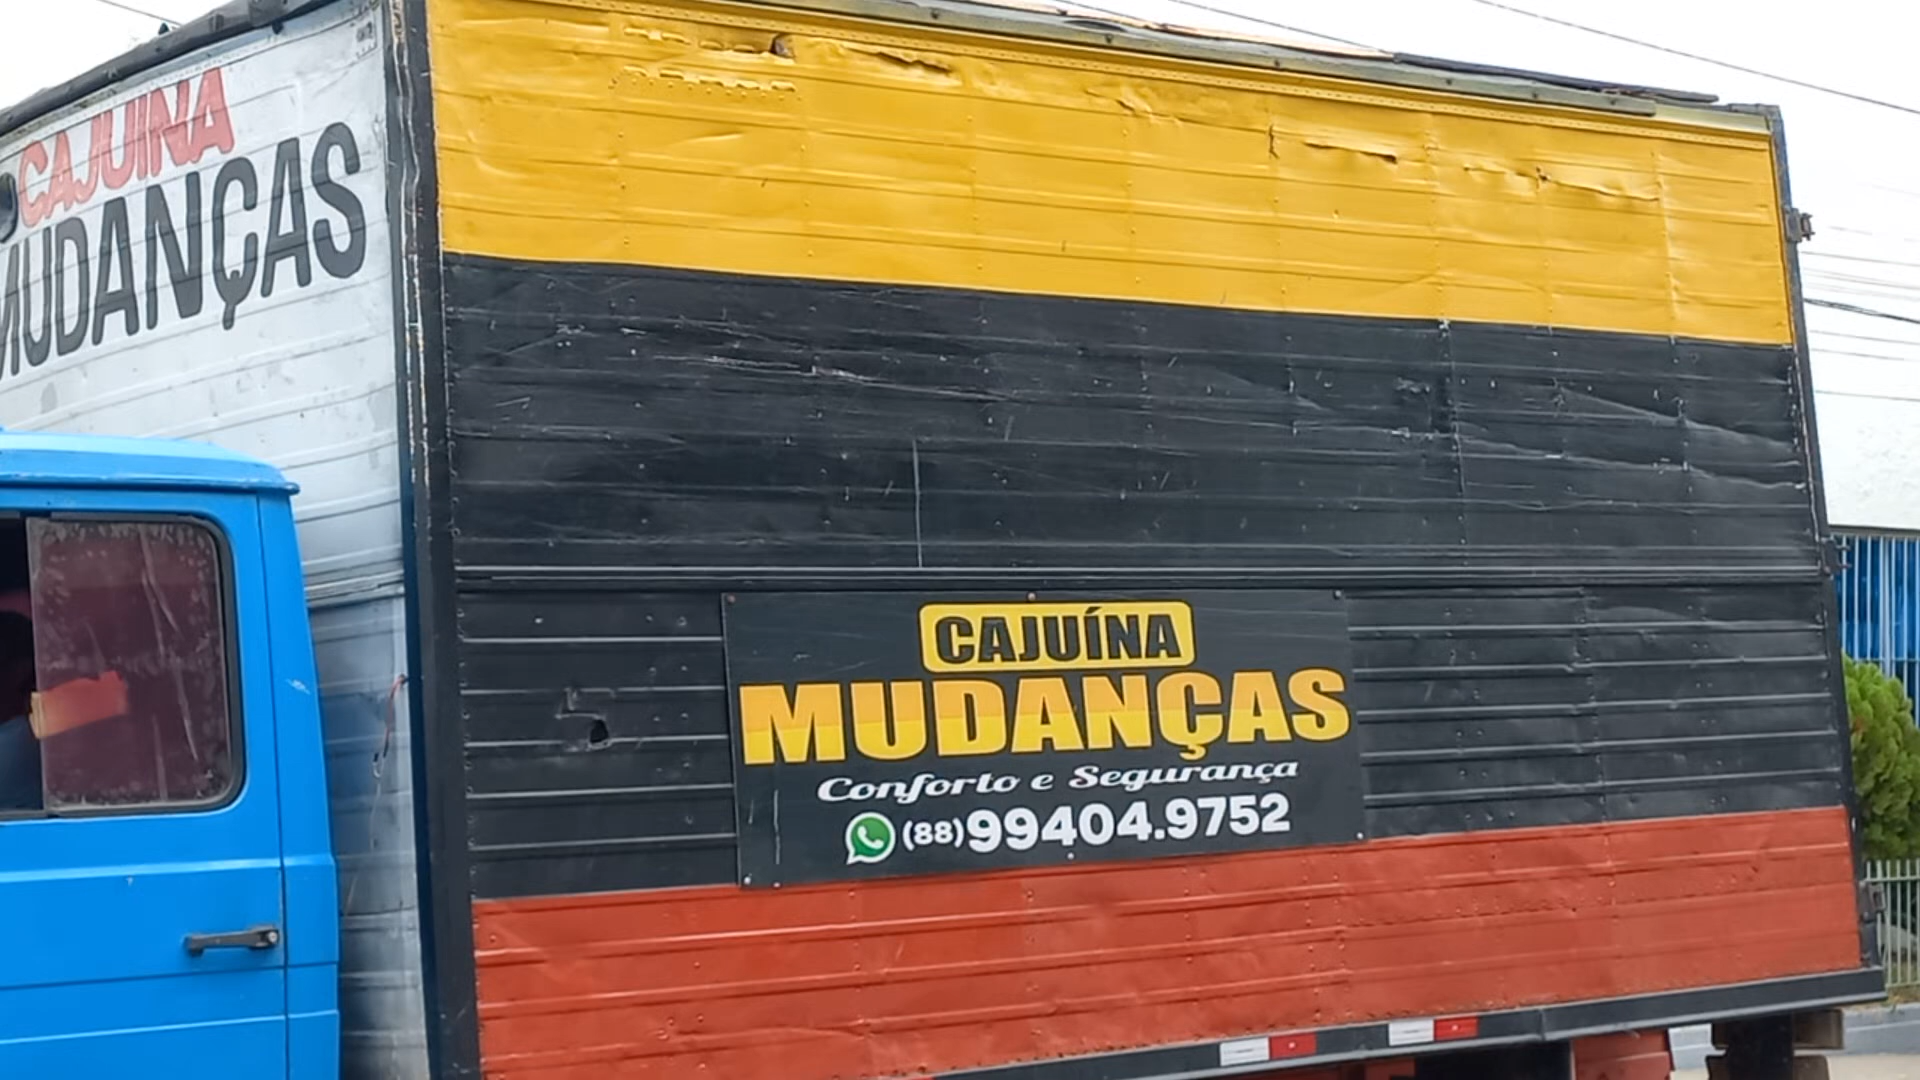 CAJUINA
MUDANÇAS
CAJUÍNA
MUDANÇAS
Conforto e Segurança
(88)99404.9752